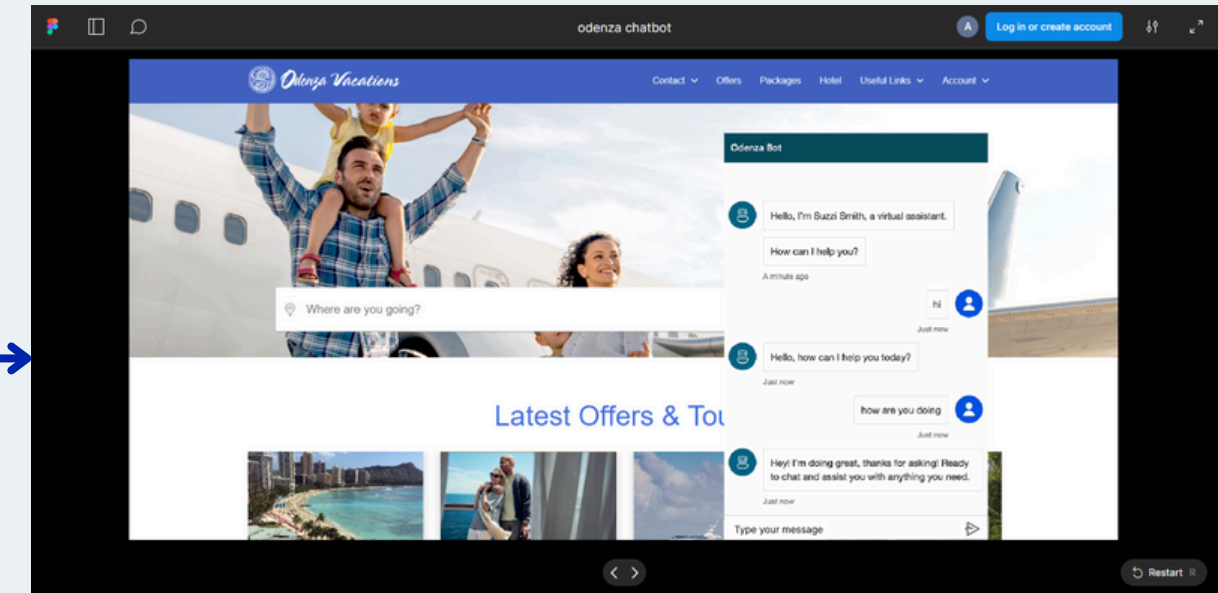 odenza chatbot
A
Log in or create account
Odenza Vacations
Contact
Offers
Packages
Hotel
Useful Links
Account
Odenza Bot
Hello, I'm Suzzi Smith, a virtual assistant.
How can I help you?
A minute ago
hi
Just now
Where are you going?
Hello, how can I help you today?
Just now
how are you doing
Just now
Latest Offers & Tou
Hey! I'm doing great, thanks for asking! Ready
to chat and assist you with anything you need.
Just now
Type your message
Restart R